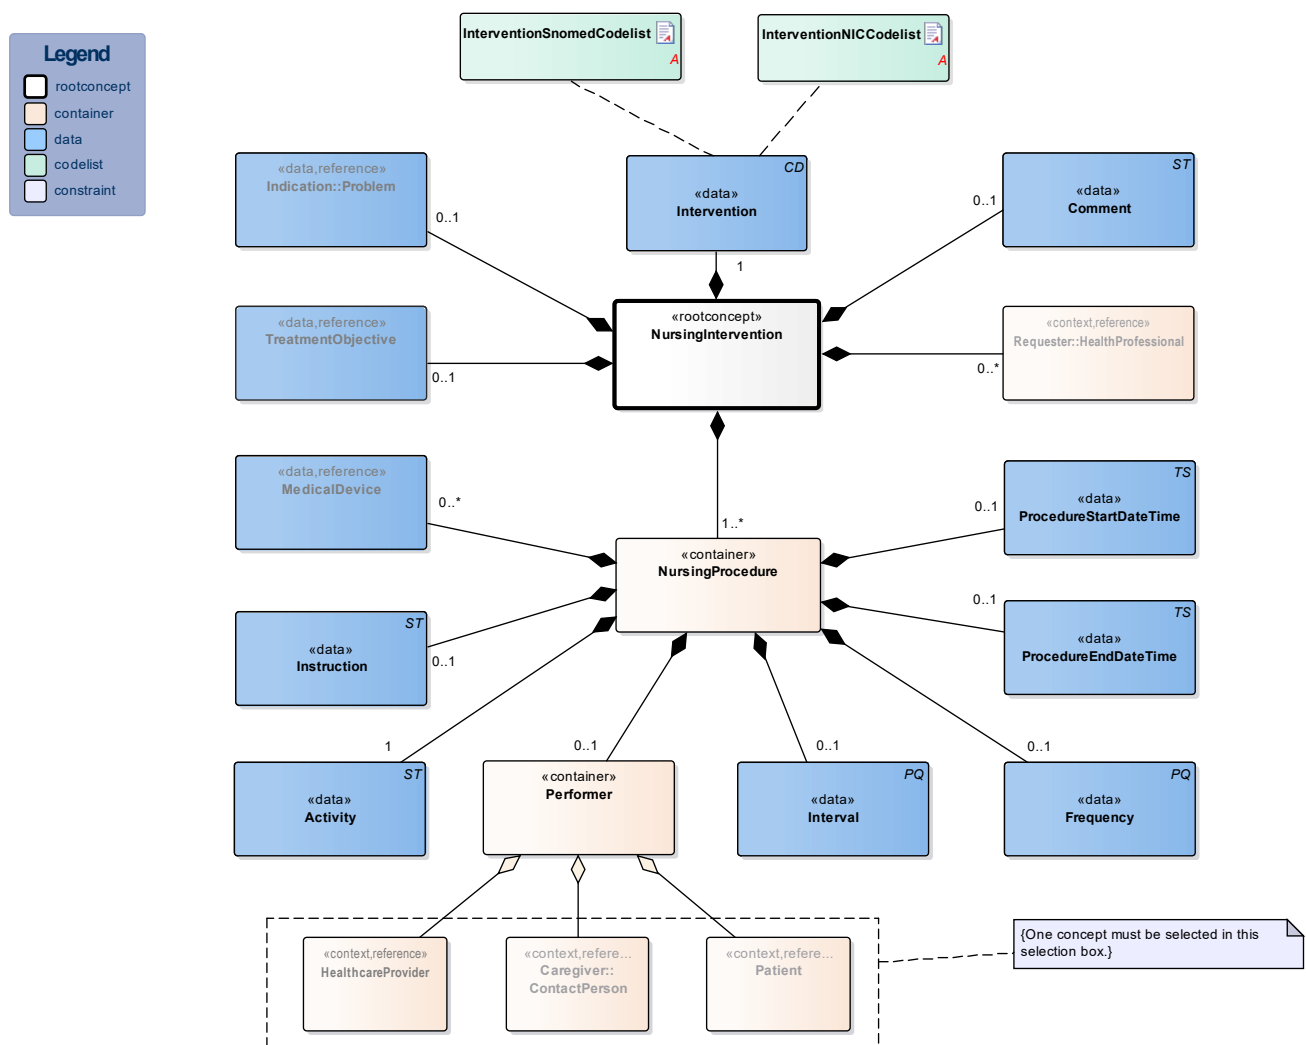 InterventionSnomedCodelist
A
InterventionNICCodelist
A
Legend
rootconcept
container
data
codelist
constraint
«data,reference»
Indication::Problem
0..1
CD
«data»
Intervention
1
ST
«data»
Comment
0..1
«rootconcept»
NursingIntervention
«data,reference»
TreatmentObjective
0..1
«context,reference»
Requester::HealthProfessional
0..*
1..*
«data,reference»
MedicalDevice
0..*
«container»
NursingProcedure
TS
«data»
ProcedureStartDateTime
0..1
ST
«data»
Instruction
0..1
TS
«data»
ProcedureEndDateTime
0..1
1
0..1
0..1
0..1
ST
«data»
Activity
«container»
Performer
PQ
«data»
Interval
PQ
«data»
Frequency
«context,reference»
HealthcareProvider
«context,refere...
Caregiver::
ContactPerson
«context,refere...
Patient
{One concept must be selected in this
selection box.}